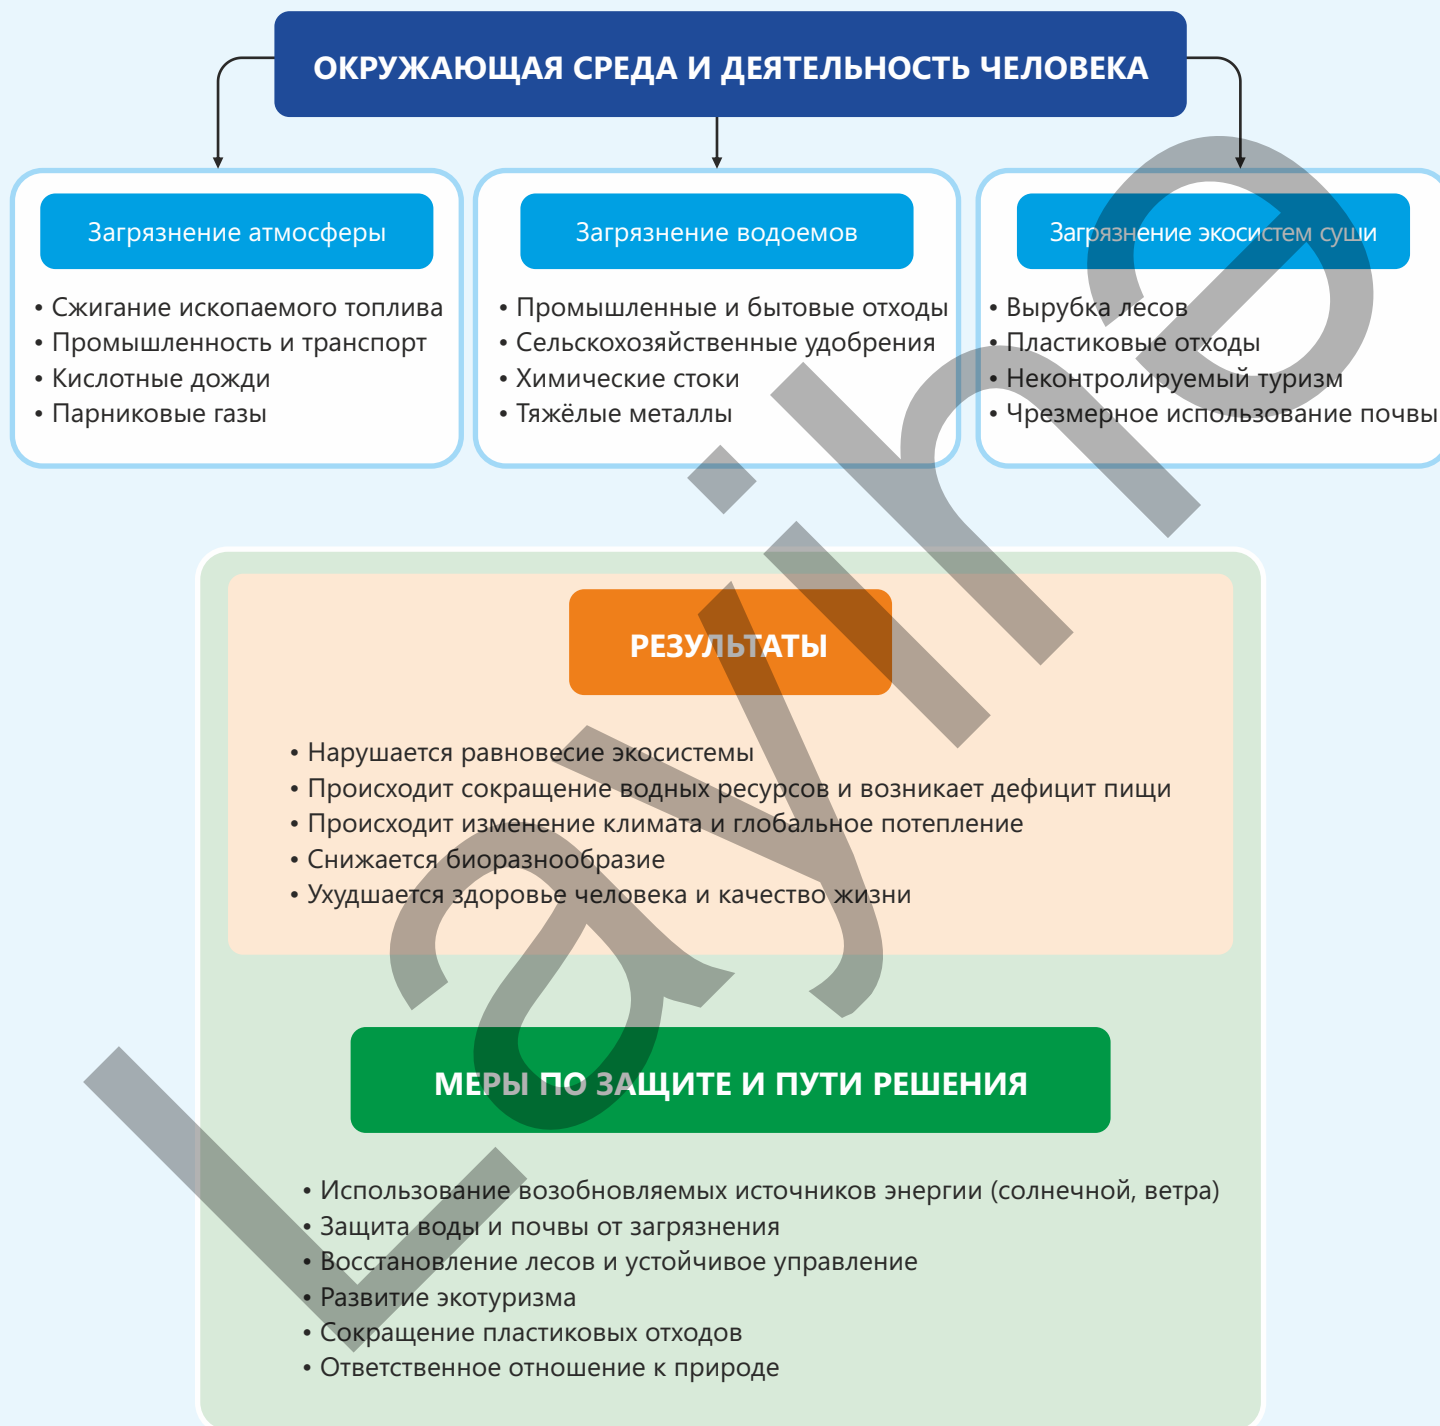 ОКРУЖАЮЩАЯ СРЕДА И ДЕЯТЕЛЬНОСТЬ ЧЕЛОВЕКА
Загрязнение атмосферы
• Сжигание ископаемого топлива
• Промышленность и транспорт
• Кислотные дожди
• Парниковые газы
Загрязнение водоемов
• Промышленные и бытовые отходы
• Сельскохозяйственные удобрения
• Химические стоки
• Тяжёлые металлы
Загрязнение экосистем суши
• Вырубка лесов
• Пластиковые отходы
• Неконтролируемый туризм
• Чрезмерное использование почвы
РЕЗУЛЬТАТЫ
• Нарушается равновесие экосистемы
• Происходит сокращение водных ресурсов и возникает дефицит пищи
• Происходит изменение климата и глобальное потепление
• Снижается биоразнообразие
• Ухудшается здоровье человека и качество жизни
МЕРЫ ПО ЗАЩИТЕ И ПУТИ РЕШЕНИЯ
• Использование возобновляемых источников энергии (солнечной, ветра)
• Защита воды и почвы от загрязнения
• Восстановление лесов и устойчивое управление
• Развитие экотуризма
• Сокращение пластиковых отходов
• Ответственное отношение к природе
Layihe